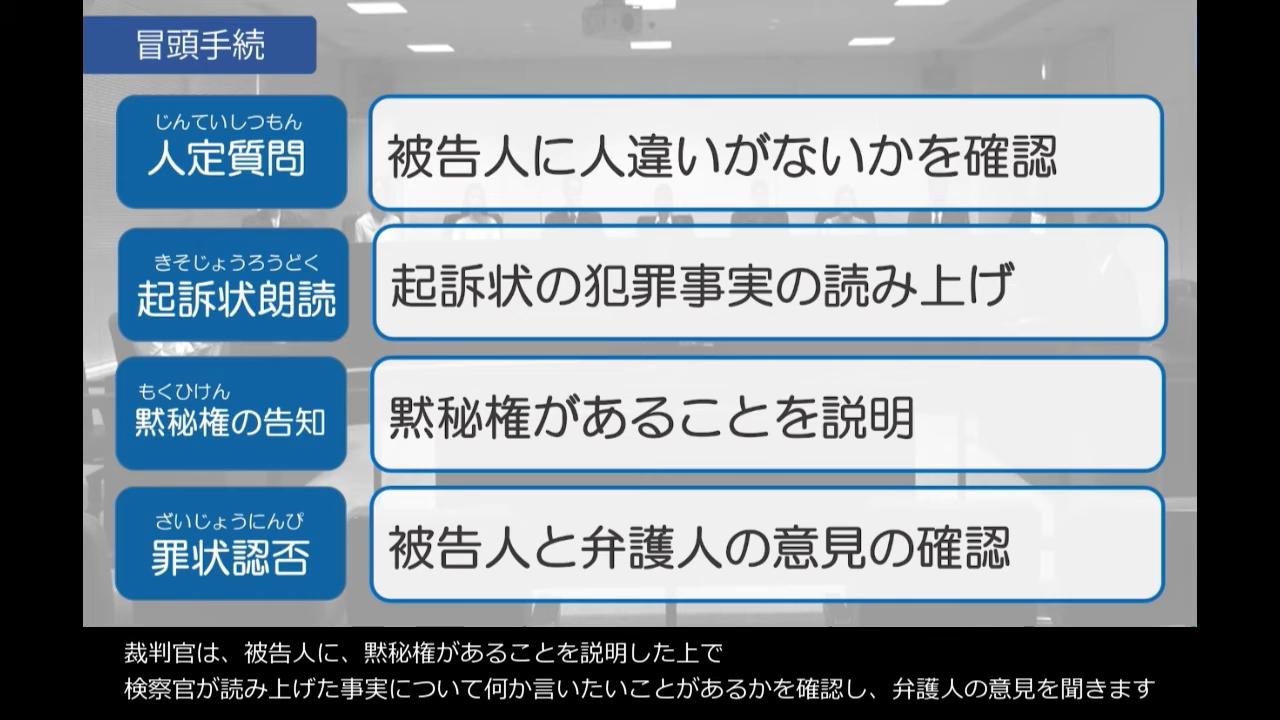 冒頭手続
じんていしつもん
人定質問
被告人に人違いがないかを確認
きそじょうろうどく
起訴状朗読
起訴状の犯罪事実の読み上げ
もくひけん
黙秘権の告知
黙秘権があることを説明
ざいじょうにんぴ
罪状認否
被告人と弁護人の意見の確認
裁判官は、被告人に、黙秘権があることを説明した上で
検察官が読み上げた事実について何か言いたいことがあるかを確認し、弁護人の意見を聞きます